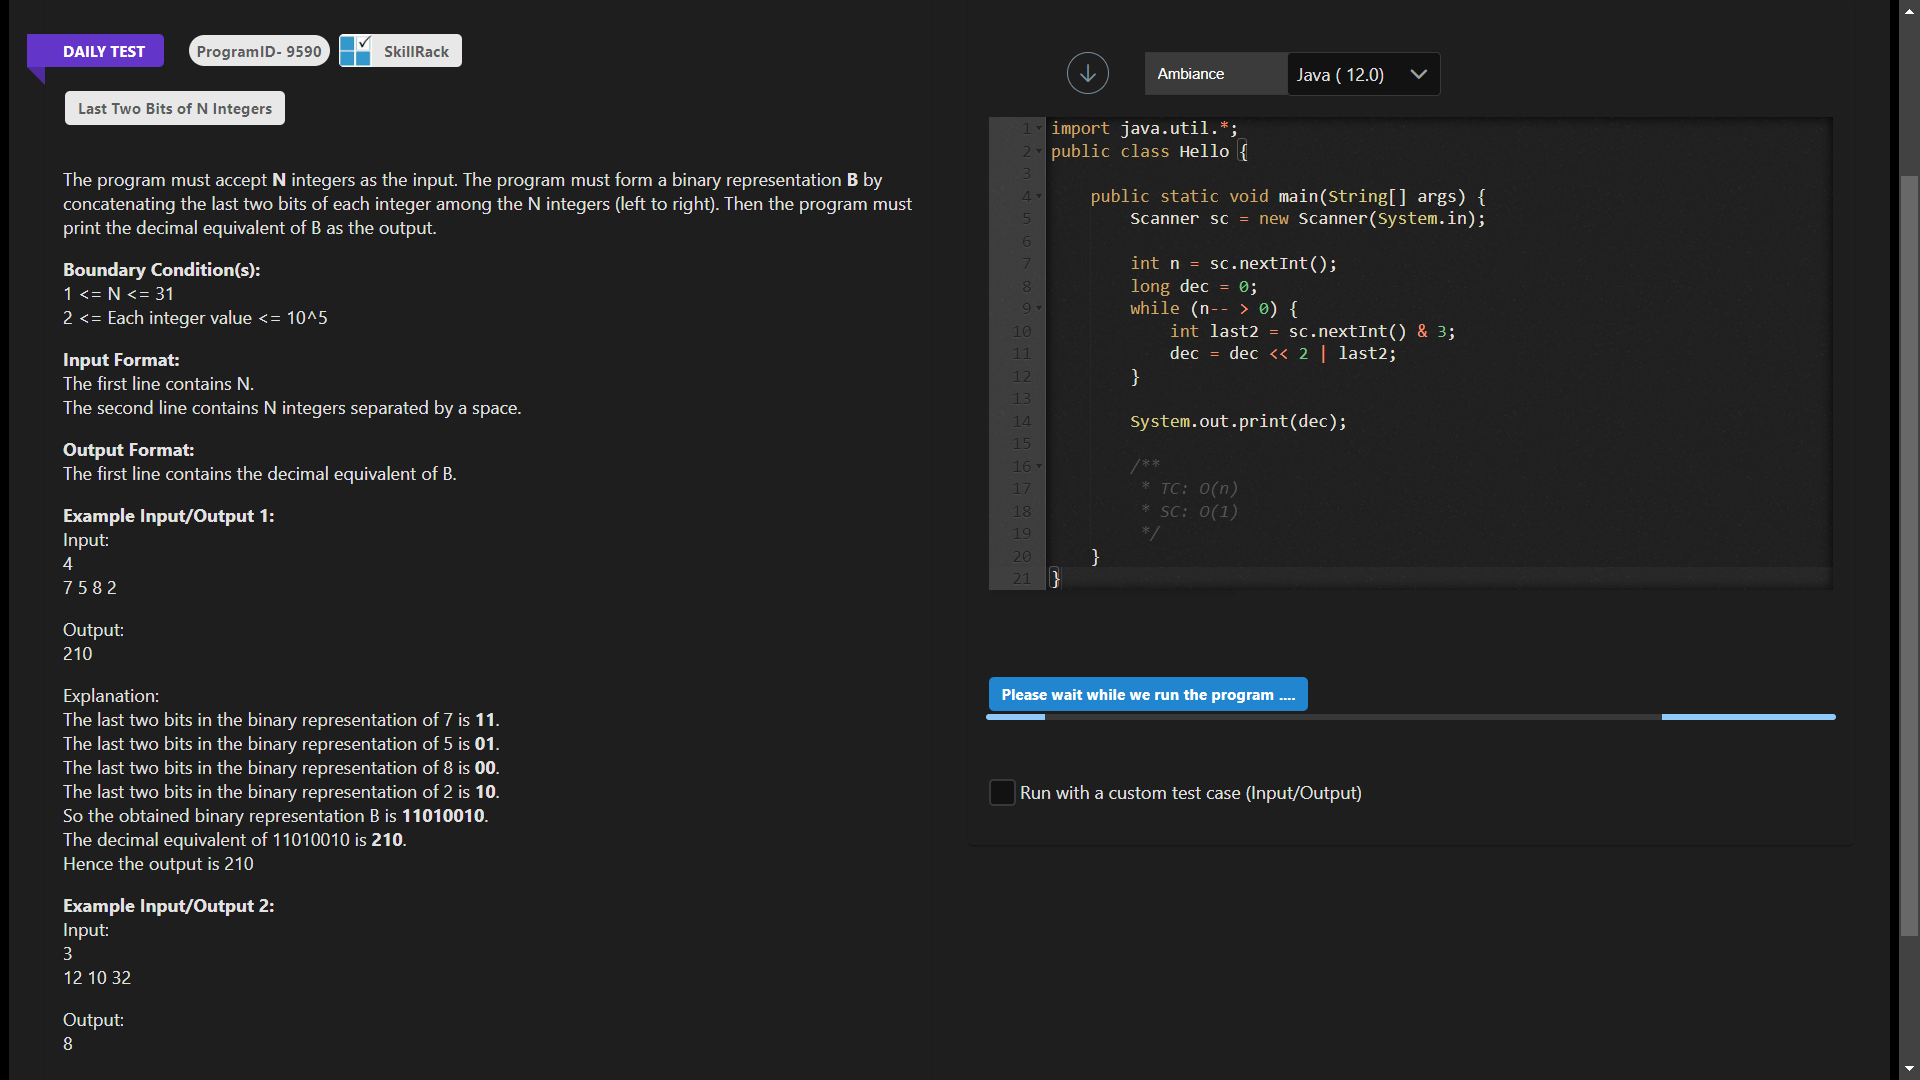 DAILY TEST
ProgramID- 9590
SkillRack
Last Two Bits of N Integers
The program must accept N integers as the input. The program must form a binary representation B by
concatenating the last two bits of each integer among the N integers (left to right). Then the program must
print the decimal equivalent of B as the output.
Boundary Condition(s):
1 <= N <= 31
2 <= Each integer value <= 10^5
Input Format:
The first line contains N.
The second line contains N integers separated by a space.
Output Format:
The first line contains the decimal equivalent of B.
Example Input/Output 1:
Input:
4
7 5 8 2
Output:
210
Explanation:
The last two bits in the binary representation of 7 is 11.
The last two bits in the binary representation of 5 is 01.
The last two bits in the binary representation of 8 is 00.
The last two bits in the binary representation of 2 is 10.
So the obtained binary representation B is 11010010.
The decimal equivalent of 11010010 is 210.
Hence the output is 210
Example Input/Output 2:
Input:
3
12 10 32
Output:
8
Ambiance
Java ( 12.0)
1 import java.util.*;
2 public class Hello {
3
4     public static void main(String[] args) {
5         Scanner sc = new Scanner(System.in);
6
7         int n = sc.nextInt();
8         long dec = 0;
9         while (n-- > 0) {
10             int last2 = sc.nextInt() & 3;
11             dec = dec << 2 | last2;
12         }
13
14         System.out.print(dec);
15
16         /**
17          * TC: O(n)
18          * SC: O(1)
19          */
20     }
21 }
Please wait while we run the program ....
Run with a custom test case (Input/Output)